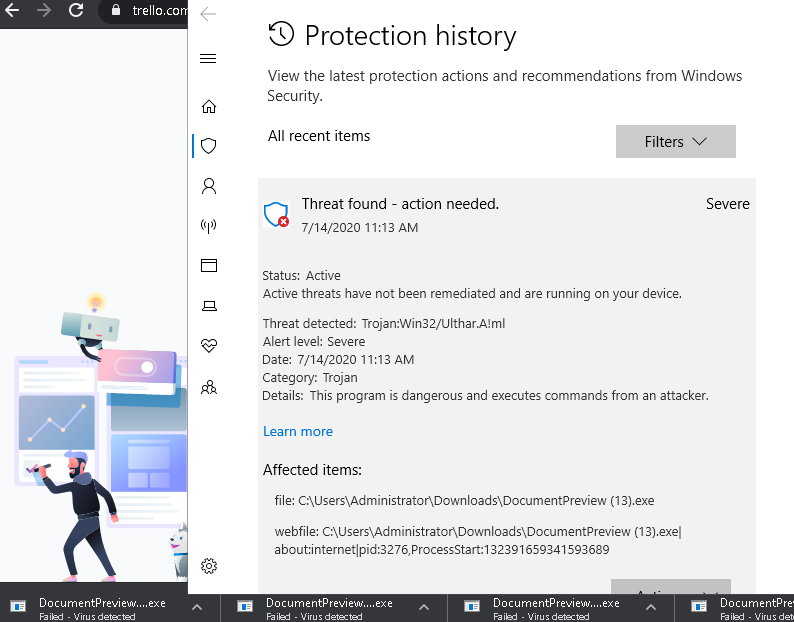 trello.com
Protection history
View the latest protection actions and recommendations from Windows
Security.
All recent items
Filters
Threat found - action needed.
Severe
7/14/2020 11:13 AM
Status: Active
Active threats have not been remediated and are running on your device.
Threat detected: Trojan:Win32/Ulthar.A!ml
Alert level: Severe
Date: 7/14/2020 11:13 AM
Category: Trojan
Details: This program is dangerous and executes commands from an attacker.
Learn more
Affected items:
file: C:\Users\Administrator\Downloads\DocumentPreview (13).exe
webfile: C:\Users\Administrator\Downloads\DocumentPreview (13).exe|
about:internet|pid:3276,ProcessStart:132391659341593689
DocumentPreview....exe
Failed - Virus detected
DocumentPreview....exe
Failed - Virus detected
DocumentPreview....exe
Failed - Virus detected
DocumentPrev
Failed - Virus det